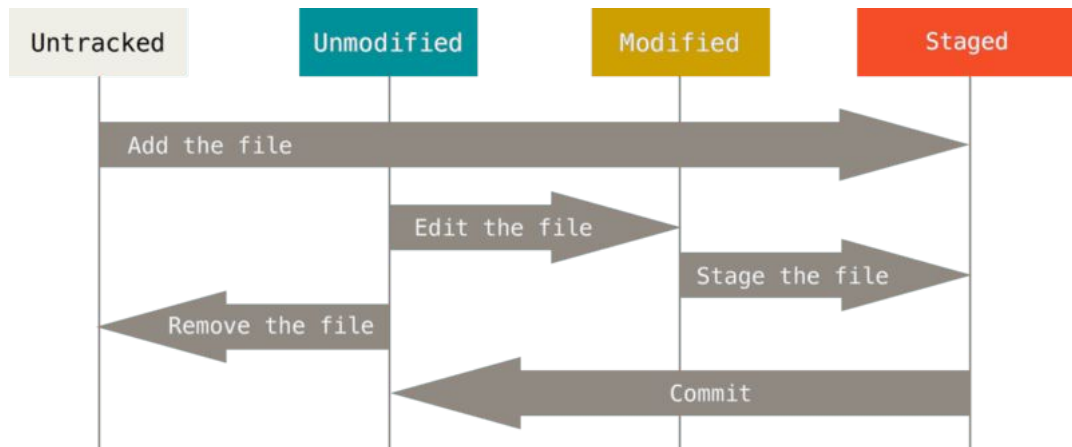 Untracked
Unmodified
Modified
Staged
Add the file
Edit the file
Stage the file
Remove the file
Commit